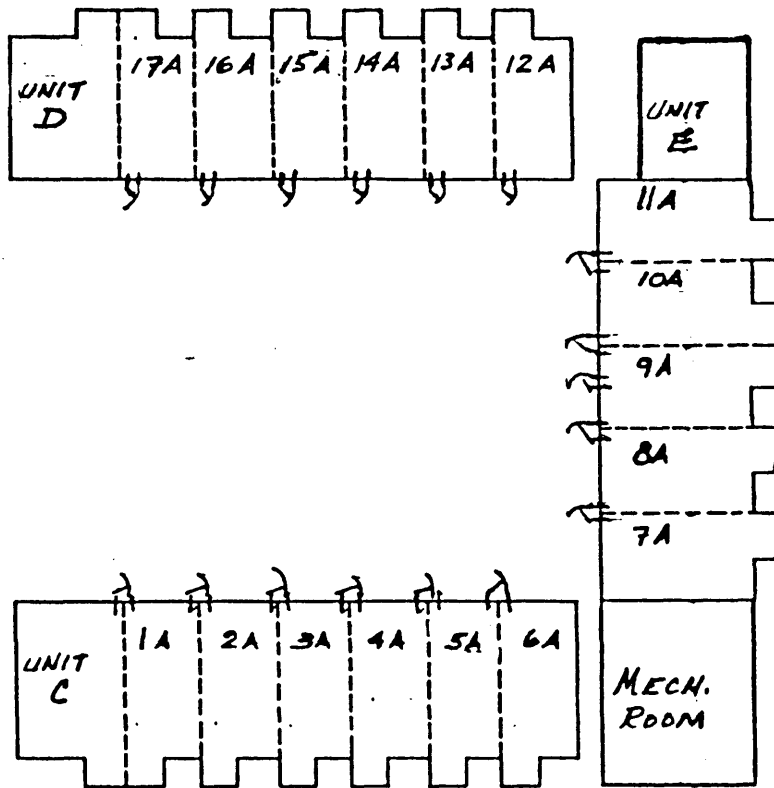 UNIT
D
17A 16A 15A 14A 13A 12A
UNIT
E
11A
10A
9A
8A
7A
UNIT
C
1A 2A 3A 4A 5A 6A
MECH.
ROOM